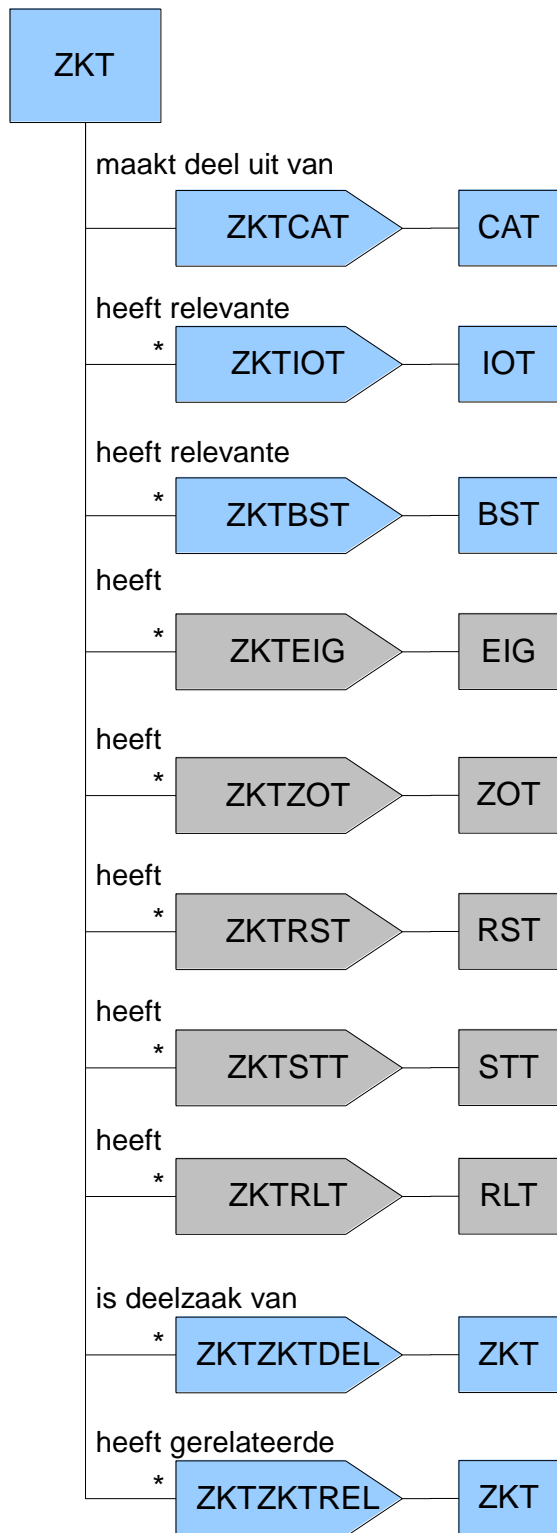 ZKT
maakt deel uit van
ZKTCAT CAT
heeft relevante
* ZKTIOT IOT
heeft relevante
* ZKTBST BST
heeft
* ZKTEIG EIG
heeft
* ZKTZOT ZOT
heeft
* ZKTRST RST
heeft
* ZKTSTT STT
heeft
* ZKTRLT RLT
is deelzaak van
* ZKTZKTDEL ZKT
heeft gerelateerde
* ZKTZKTREL ZKT